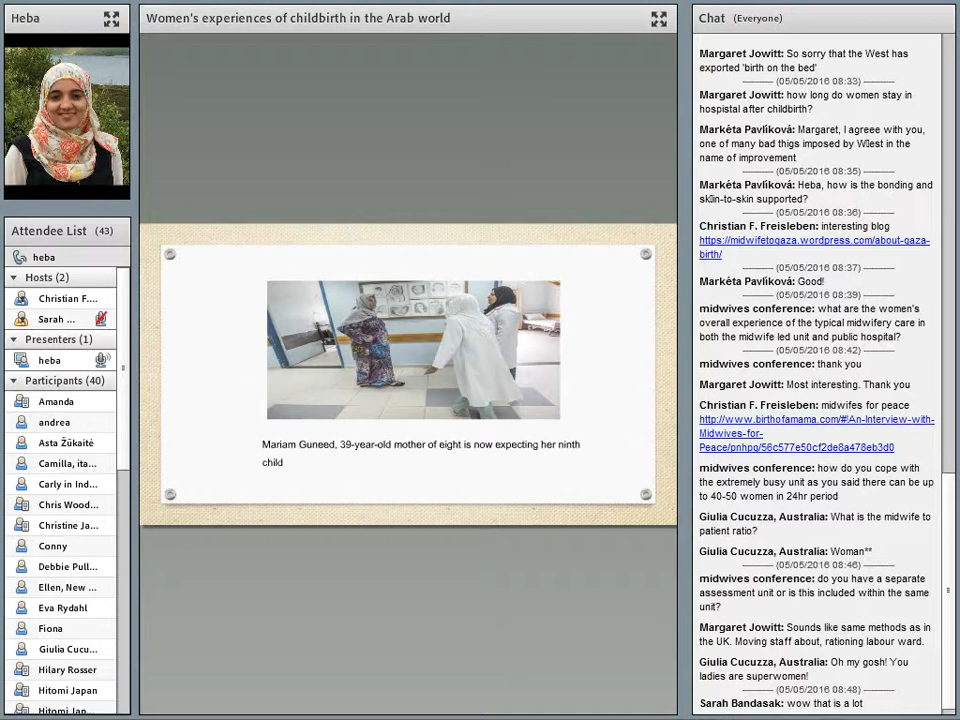 Heba
Women's experiences of childbirth in the Arab world
Chat (Everyone)
Attendee List (43)
heba
Hosts (2)
Christian F....
Sarah ...
Presenters (1)
heba
Participants (40)
Amanda
andrea
Asta Žūkaitė
Camilla, ita...
Carly in Ind...
Chris Wood...
Christine Ja...
Conny
Debbie Pull...
Ellen, New ...
Eva Rydahl
Fiona
Giulia Cucu...
Hilary Rosser
Hitomi Japan
Hitomi Jap...
Mariam Guneed, 39-year-old mother of eight is now expecting her ninth
child
Margaret Jowitt: So sorry that the West has
exported 'birth on the bed'
(05/05/2016 08:33)
Margaret Jowitt: how long do women stay in
hospistal after childbirth?
Markéta Pavlíková: Margaret, I agreee with you,
one of many bad thigs imposed by West in the
name of improvement
(05/05/2016 08:35)
Markéta Pavlíková: Heba, how is the bonding and
skin-to-skin supported?
(05/05/2016 08:36)
Christian F. Freisleben: interesting blog
https://midwifetogaza.wordpress.com/about-gaza-
birth/
(05/05/2016 08:37)
Markéta Pavlíková: Good!
(05/05/2016 08:39)
midwives conference: what are the women's
overall experience of the typical midwifery care in
both the midwife led unit and public hospital?
(05/05/2016 08:42)
midwives conference: thank you
Margaret Jowitt: Most interesting. Thank you
Christian F. Freisleben: midwifes for peace
http://www.birthofamama.com/#!An-Interview-with-
Midwives-for-
Peace/pnhpq/56c577e50cf2de8a478eb3d0
midwives conference: how do you cope with
the extremely busy unit as you said there can be up
to 40-50 women in 24hr period
Giulia Cucuzza, Australia: What is the midwife to
patient ratio?
Giulia Cucuzza, Australia: Woman**
(05/05/2016 08:46)
midwives conference: do you have a separate
assessment unit or is this included within the same
unit?
Margaret Jowitt: Sounds like same methods as in
the UK. Moving staff about, rationing labour ward.
Giulia Cucuzza, Australia: Oh my gosh! You
ladies are superwomen!
(05/05/2016 08:48)
Sarah Bandasak: wow that is a lot